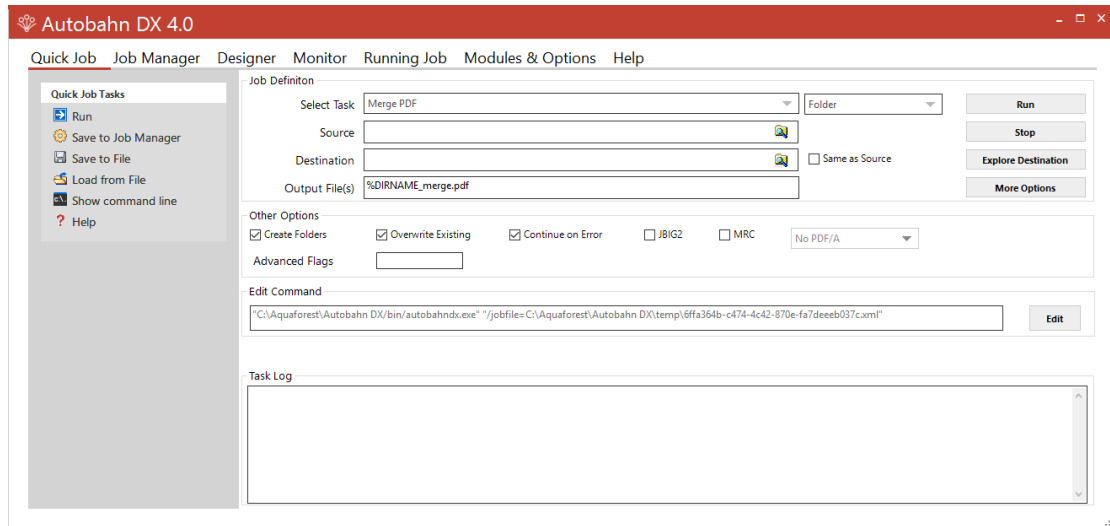 Autobahn DX 4.0
Quick Job Job Manager Designer Monitor Running Job Modules & Options Help
Quick Job Tasks
Run
Save to Job Manager
Save to File
Load from File
Show command line
Help
Job Definiton
Select Task Merge PDF Folder Run
Source Stop
Destination Same as Source Explore Destination
Output File(s) %DIRNAME_merge.pdf More Options
Other Options
Create Folders Overwrite Existing Continue on Error JBIG2 MRC No PDF/A
Advanced Flags
Edit Command
"C:\Aquaforest\Autobahn DX/bin/autobahndx.exe" "/jobfile=C:\Aquaforest\Autobahn DX\temp\6ffa364b-c474-4c42-870e-fa7deeeb037c.xml" Edit
Task Log